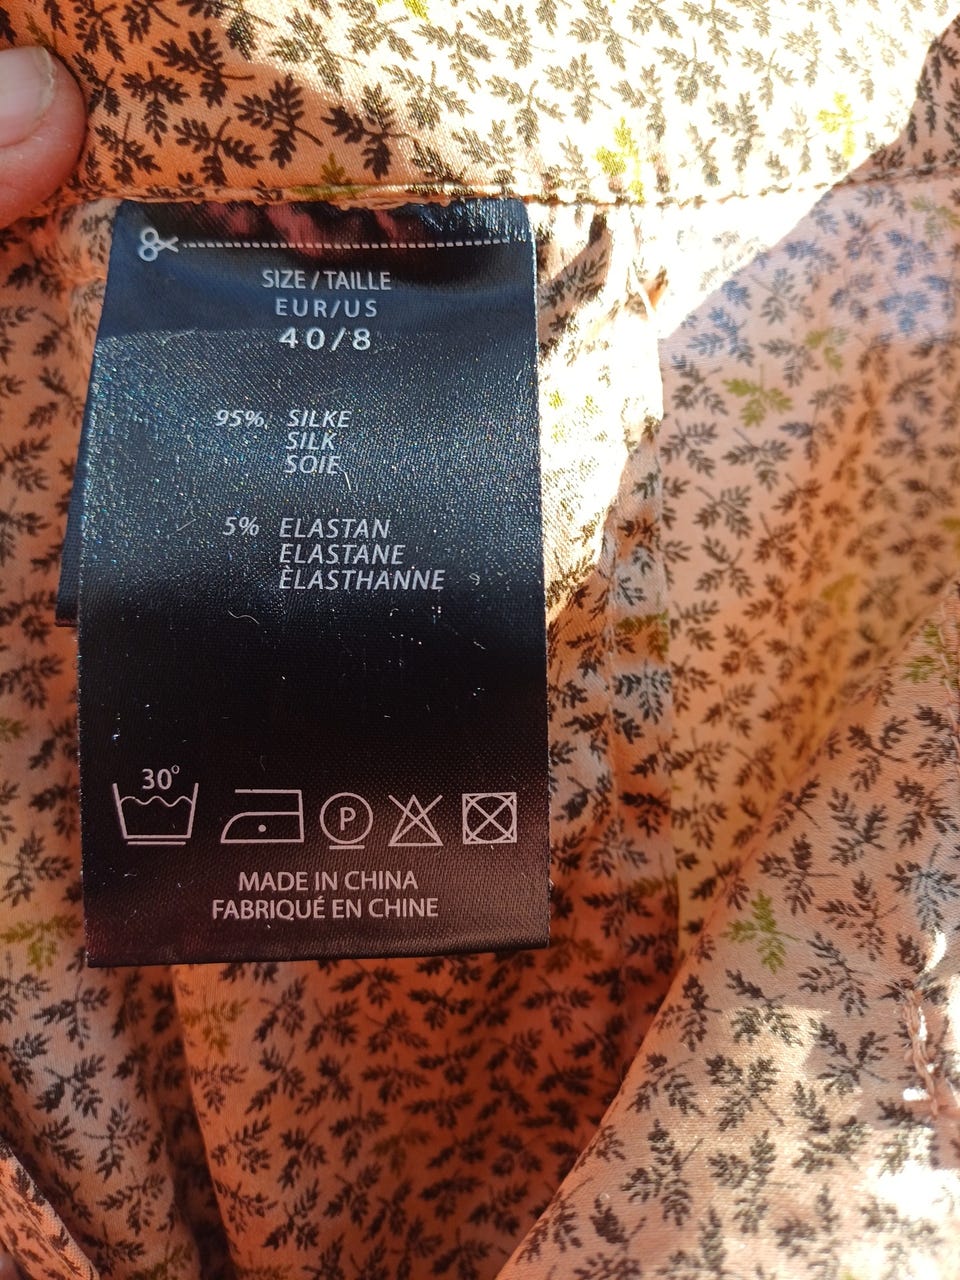 SIZE / TAILLE
EUR/US
40/8
95% SILKE
SILK
SOIE
5% ELASTAN
ELASTANE
ÈLASTHANNE
30°
P
MADE IN CHINA
FABRIQUÉ EN CHINE